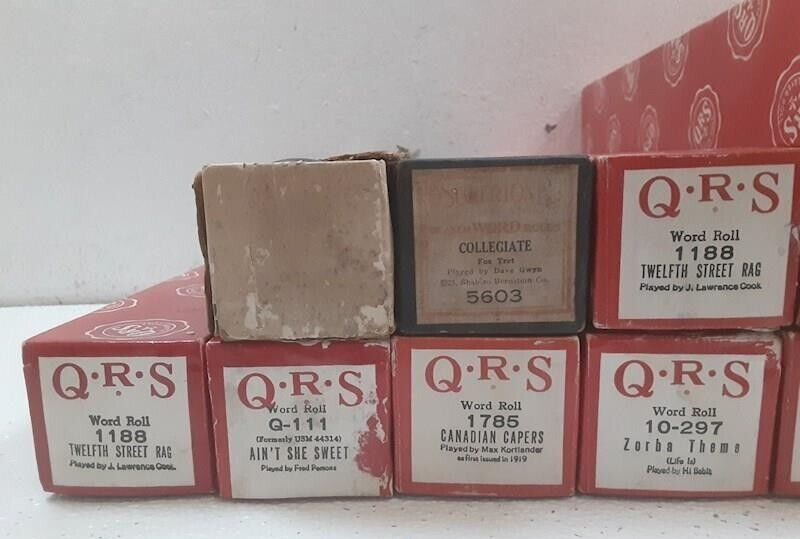 COLLEGIATE
Fox Trot
Played by Dave Gwyn
5603
Q·R·S
Word Roll
1188
TWELFTH STREET RAG
Played by J. Lawrence Cook
Q·R·S
Word Roll
1188
TWELFTH STREET RAG
Played by J. Lawrence Cook
Q·R·S
Word Roll
Q-111
(Formerly USM 44314)
AIN'T SHE SWEET
Played by Fred
Q·R·S
Word Roll
1785
CANADIAN CAPERS
Played by Max Kortlander
as first issued in 1919
Q·R·S
Word Roll
10-297
Zorba Theme
(Life Is)
Played by Hi Babit
QRS
QRS
QRS